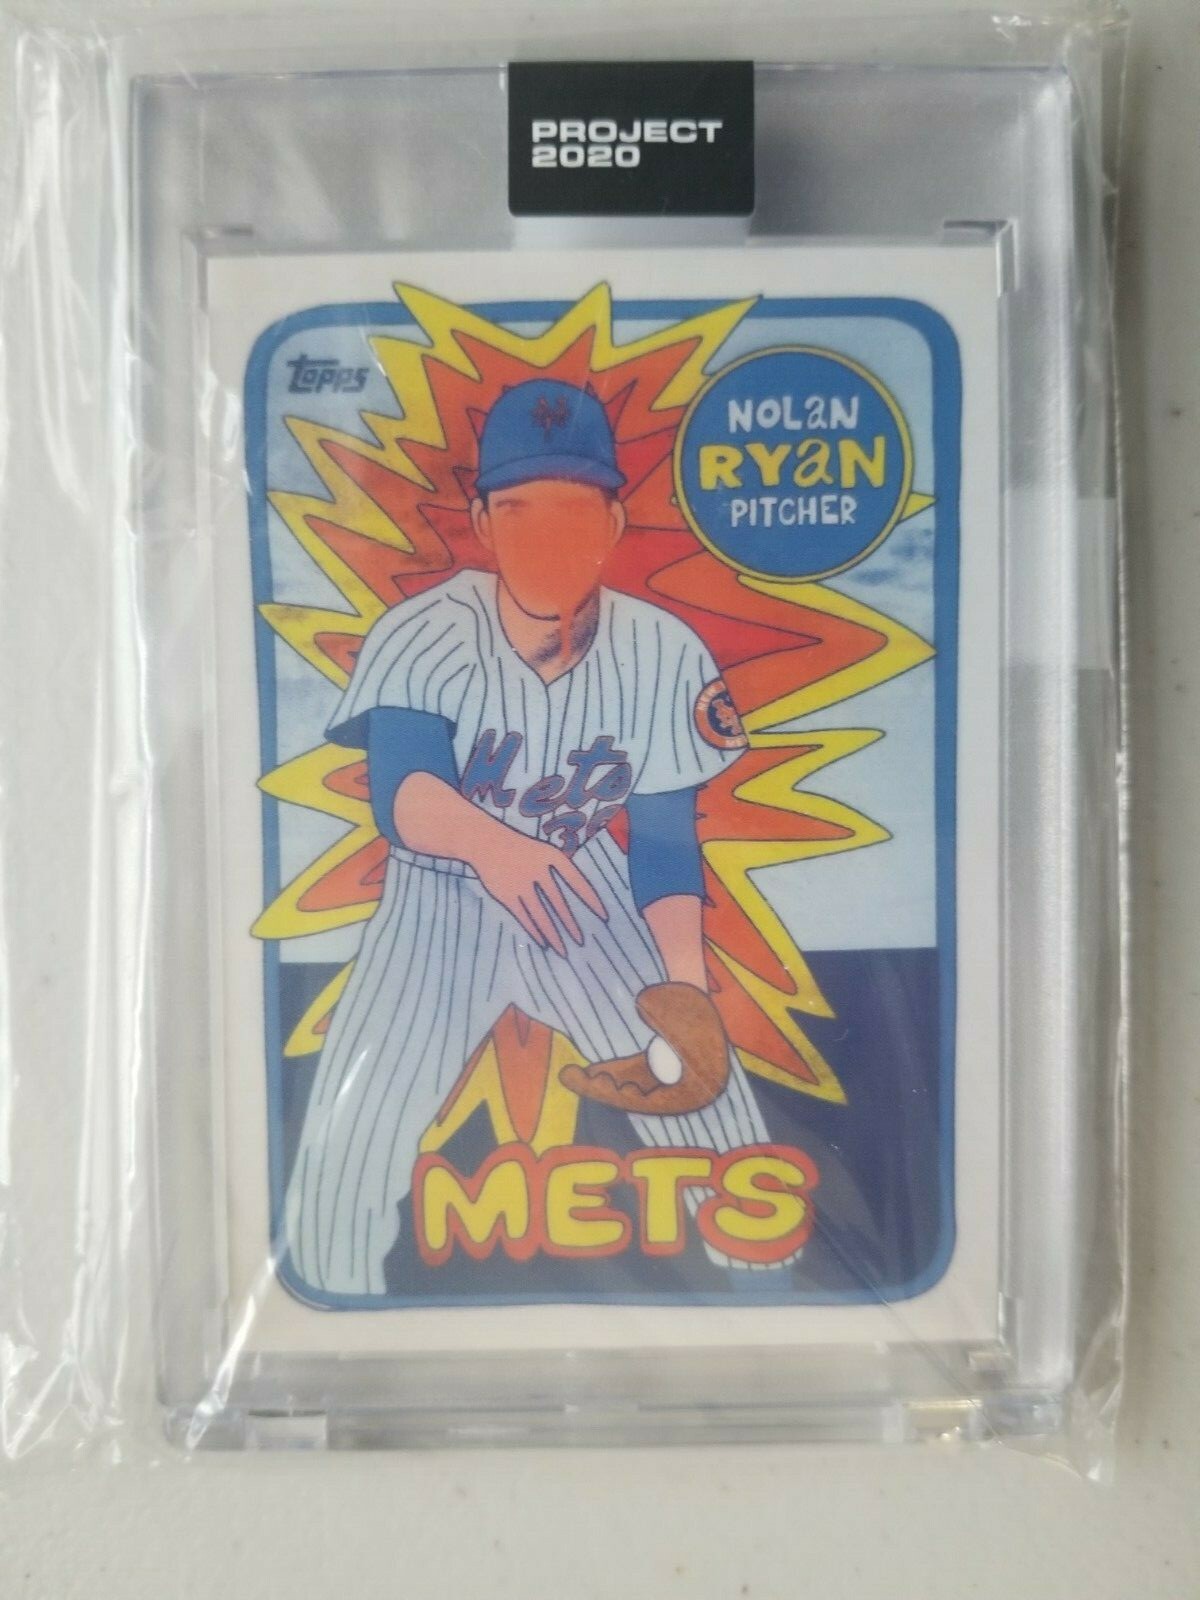 PROJECT
2020
TOPPS
NOLaN
RYaN
PITCHER
Mets
METS